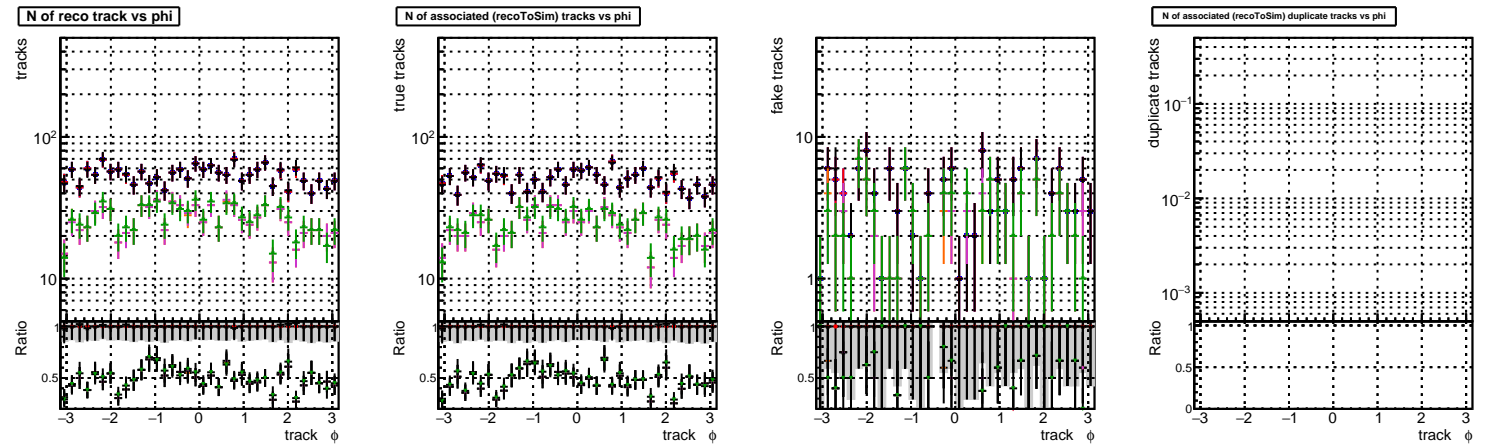 N of reco track vs phi
tracks
10²
10
Ratio
1
0.5
−3 −2 −1 0 1 2 3
track φ
N of associated (recoToSim) tracks vs phi
true tracks
10²
10
Ratio
1
0.5
−3 −2 −1 0 1 2 3
track φ
fake tracks
10
1
Ratio
1
0.5
−3 −2 −1 0 1 2 3
track φ
N of associated (recoToSim) duplicate tracks vs phi
duplicate tracks
10⁻¹
10⁻²
10⁻³
Ratio
1
0.5
0
−3 −2 −1 0 1 2 3
track φ